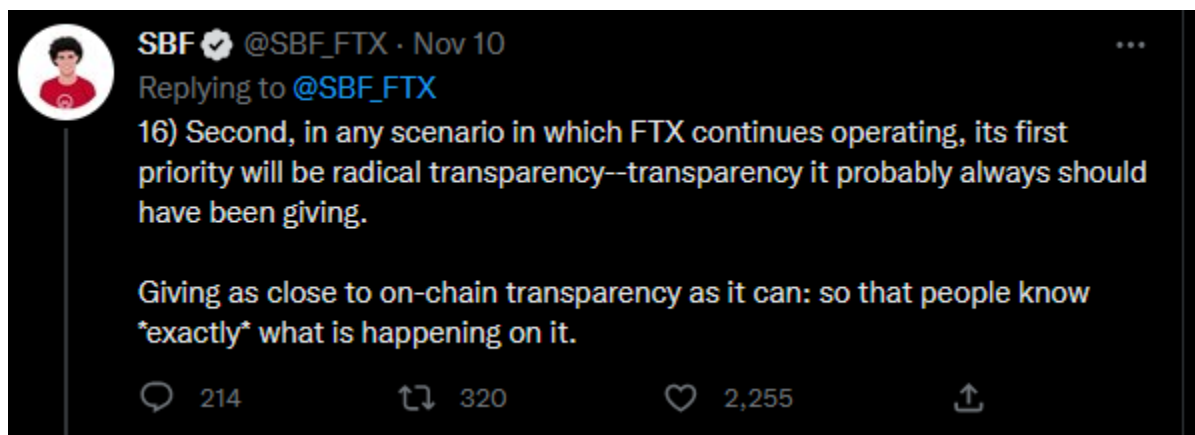 SBF @SBF_FTX · Nov 10
Replying to @SBF_FTX
16) Second, in any scenario in which FTX continues operating, its first
priority will be radical transparency--transparency it probably always should
have been giving.
Giving as close to on-chain transparency as it can: so that people know
*exactly* what is happening on it.
214 320 2,255